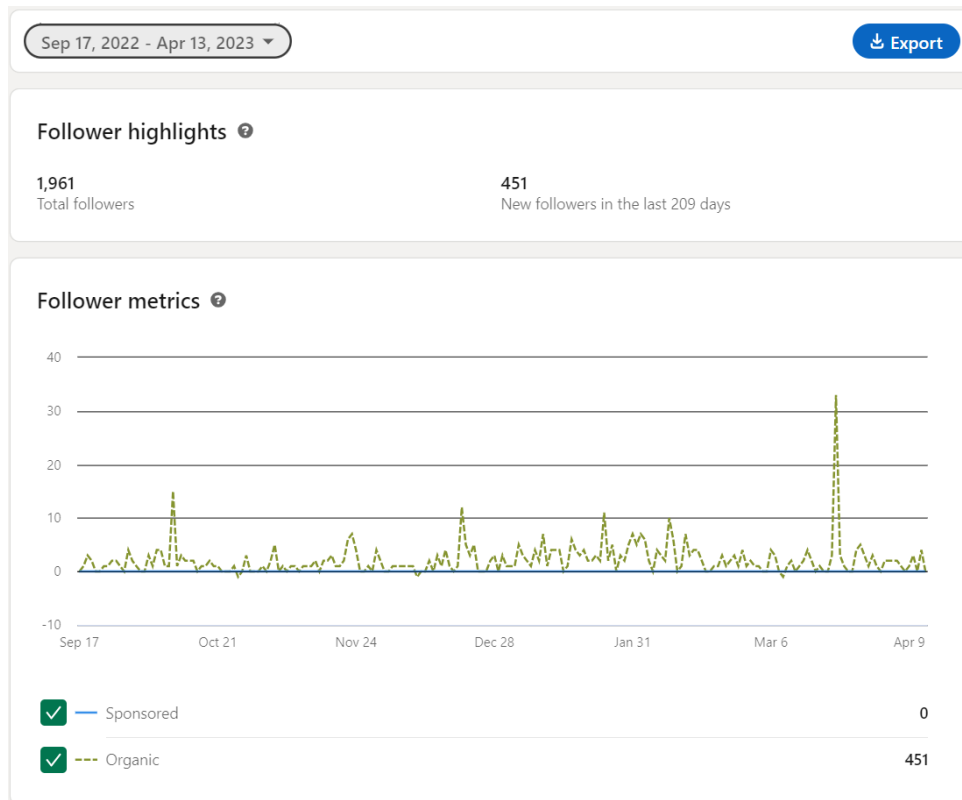 Sep 17, 2022 - Apr 13, 2023
Export
Follower highlights
1,961
Total followers
451
New followers in the last 209 days
Follower metrics
40
30
20
10
0
-10
Sep 17 Oct 21 Nov 24 Dec 28 Jan 31 Mar 6 Apr 9
Sponsored 0
Organic 451